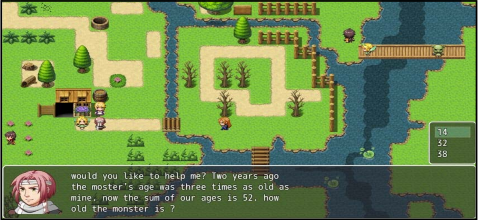 14
32
38
would you like to help me? Two years ago
the moster's age was three times as old as
mine, now the sum of our ages is 52, how
old the monster is ?